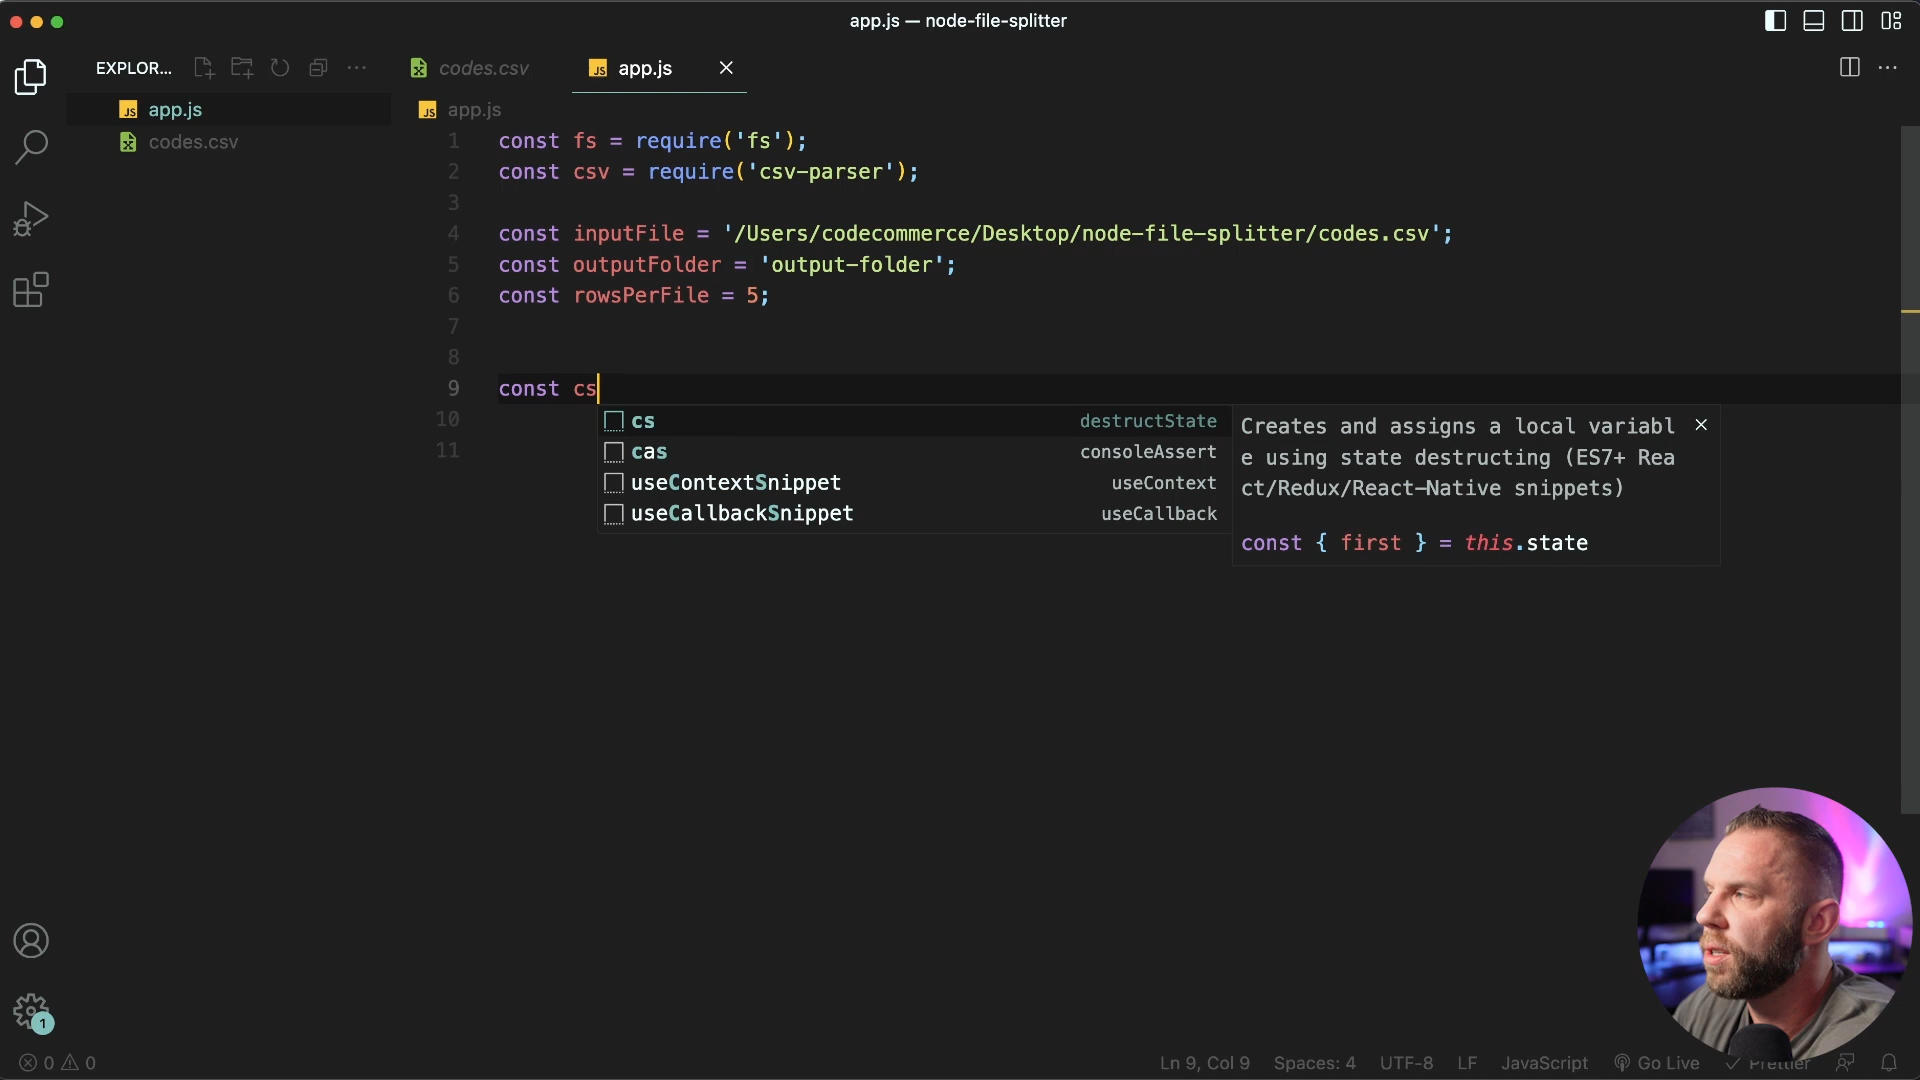 app.js — node-file-splitter
EXPLOR...
codes.csv
JS app.js
JS app.js
codes.csv
JS app.js
1 const fs = require('fs');
2 const csv = require('csv-parser');
3
4 const inputFile = '/Users/codecommerce/Desktop/node-file-splitter/codes.csv';
5 const outputFolder = 'output-folder';
6 const rowsPerFile = 5;
7
8
9 const cs
10
11
cs destructState
cas consoleAssert
useContextSnippet useContext
useCallbackSnippet useCallback
Creates and assigns a local variabl
e using state destructing (ES7+ Rea
ct/Redux/React-Native snippets)
const { first } = this.state
1
0 0
Ln 9, Col 9 Spaces: 4 UTF-8 LF JavaScript Go Live Prettier